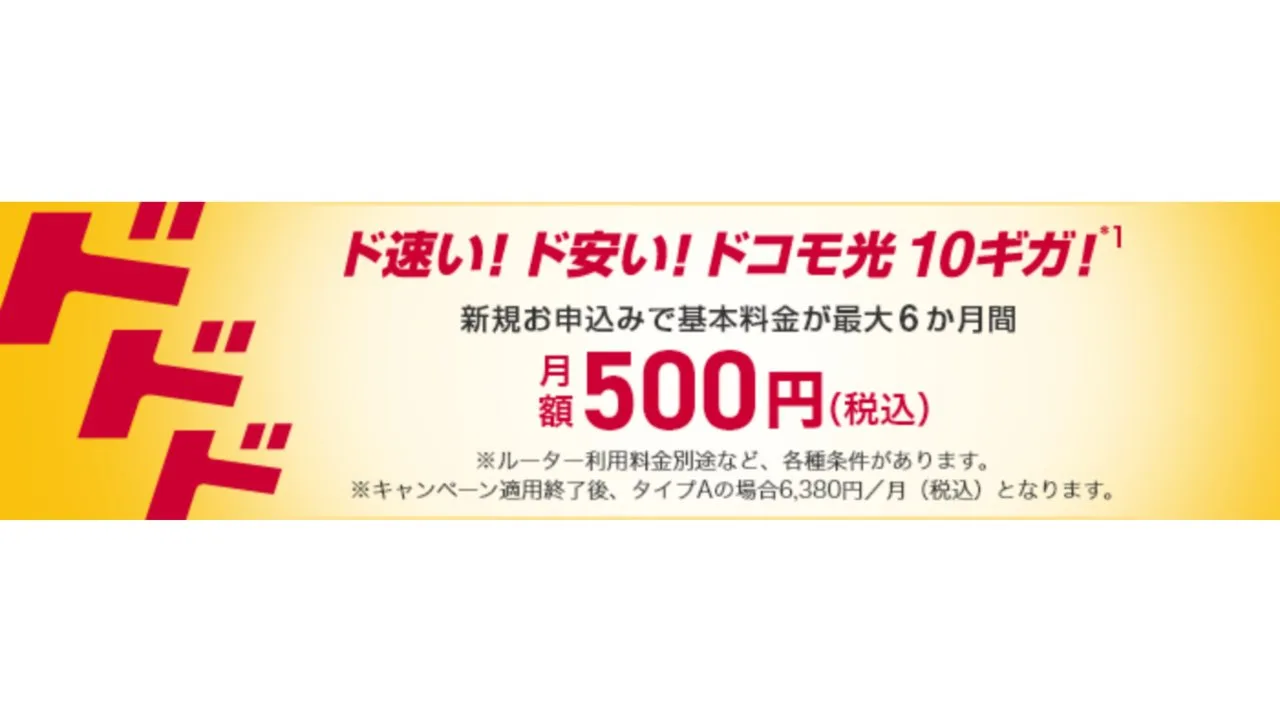 ドドド
ド速い！ド安い！ドコモ光 10ギガ！*1
新規お申込みで基本料金が最大6か月間
月額500円(税込)
※ルーター利用料金別途など、各種条件があります。
※キャンペーン適用終了後、タイプAの場合6,380円／月（税込）となります。